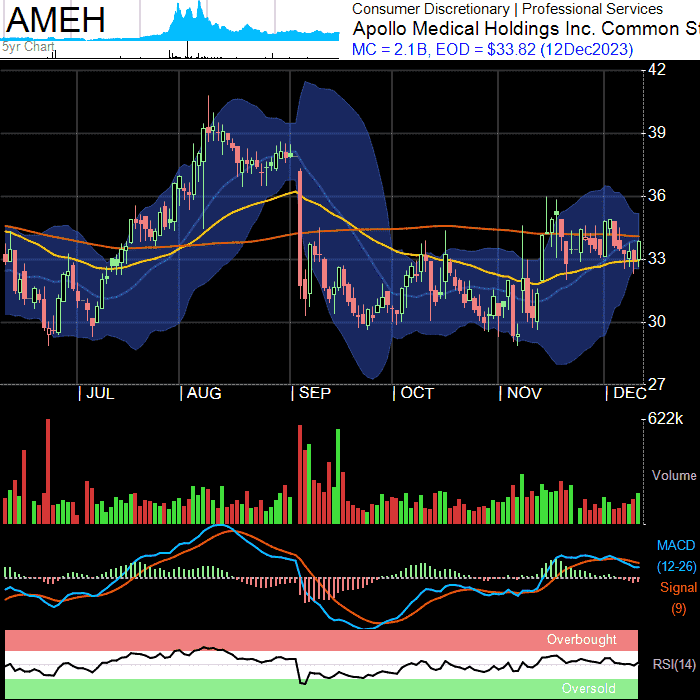 AMEH
5yr Chart
Consumer Discretionary | Professional Services
Apollo Medical Holdings Inc. Common St
MC = 2.1B, EOD = $33.82 (12Dec2023)
42
39
36
33
30
27
| JUL | AUG | SEP | OCT | NOV | DEC
622k
Volume
MACD
(12-26)
Signal
(9)
Overbought
RSI(14)
Oversold